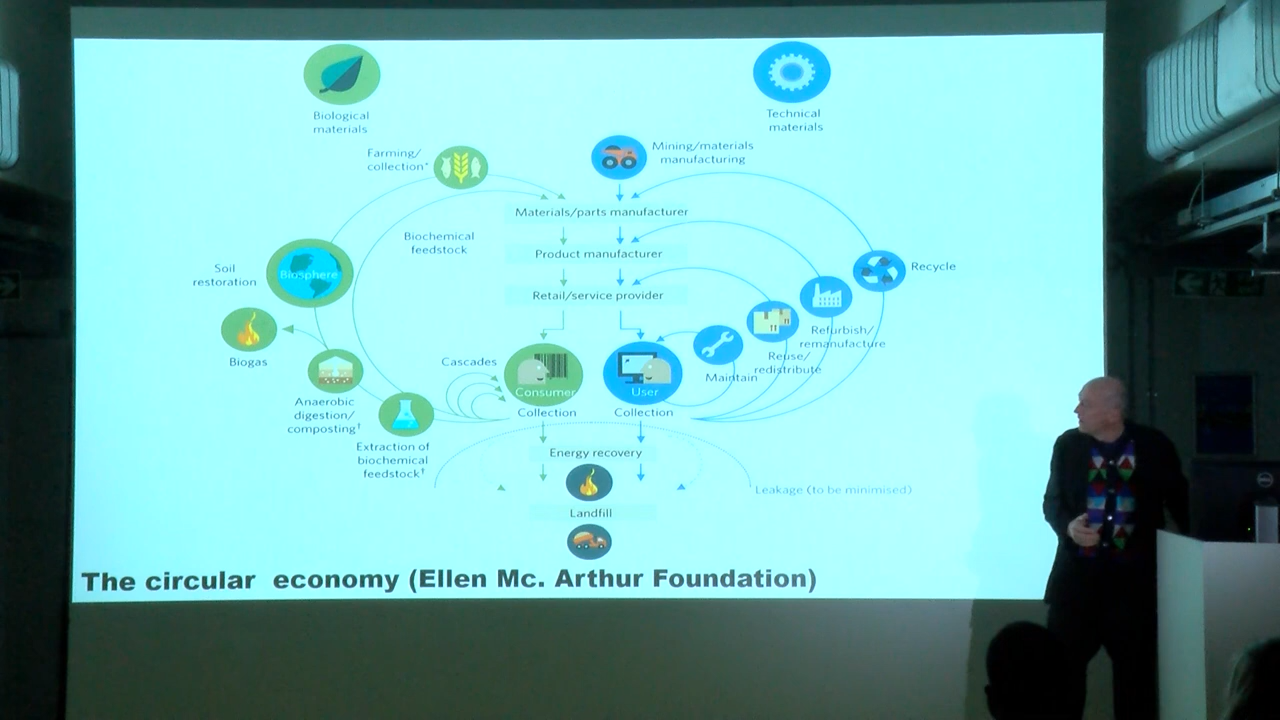 Biological
materials
Technical
materials
Farming/
collection*
Mining/materials
manufacturing
Materials/parts manufacturer
Biochemical
feedstock
Product manufacturer
Soil
restoration
Biosphere
Recycle
Retail/service provider
Biogas
Refurbish/
remanufacture
Cascades
Reuse/
redistribute
Maintain
Consumer
User
Anaerobic
digestion/
composting†
Collection
Collection
Extraction of
biochemical
feedstock†
Energy recovery
Leakage (to be minimised)
Landfill
The circular economy (Ellen Mc. Arthur Foundation)